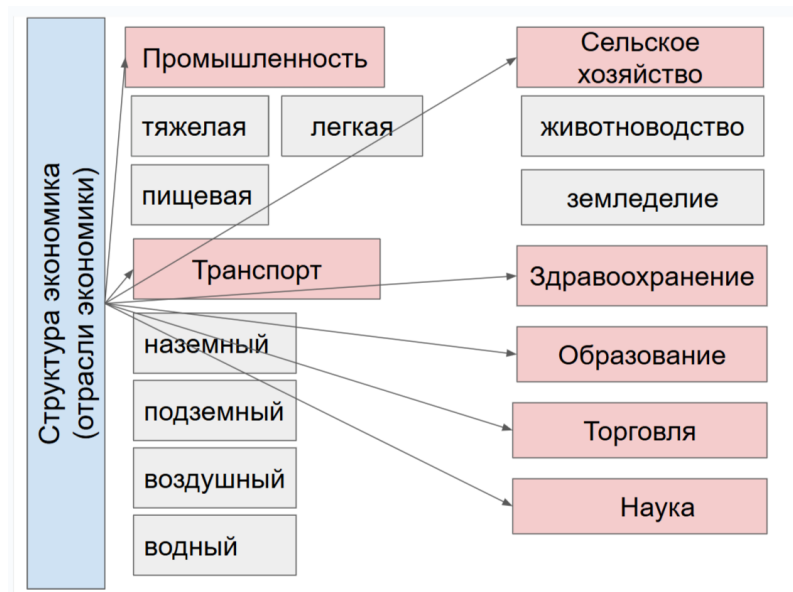 Структура экономика
(отрасли экономики)
Промышленность
тяжелая
легкая
пищевая
Транспорт
наземный
подземный
воздушный
водный
Сельское
хозяйство
животноводство
земледелие
Здравоохранение
Образование
Торговля
Наука